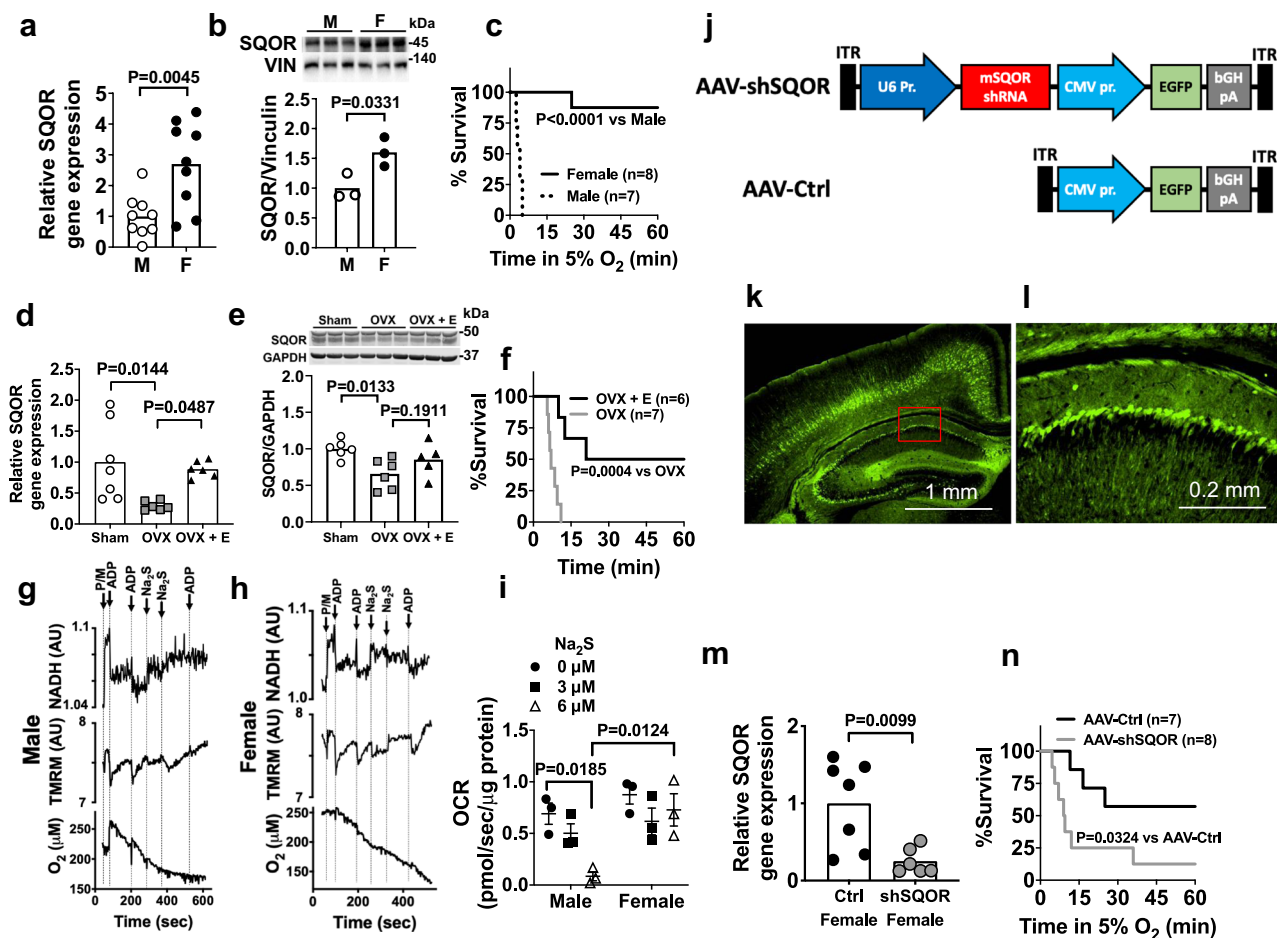 a
P=0.0045
Relative SQOR
gene expression
5
4
3
2
1
0
M
F
b
M
F
kDa
SQOR
-45
VIN
-140
P=0.0331
SQOR/Vinculin
2.0
1.5
1.0
0.5
0.0
M
F
c
% Survival
100
75
50
25
0
P<0.0001 vs Male
Female (n=8)
Male (n=7)
0
15
30
45
60
Time in 5% O2 (min)
d
P=0.0144
P=0.0487
Relative SQOR
gene expression
2.0
1.5
1.0
0.5
0.0
Sham
OVX
OVX + E
e
Sham
OVX
OVX + E
kDa
-50
SQOR
GAPDH
-37
P=0.0133
P=0.1911
SQOR/GAPDH
2.0
1.5
1.0
0.5
0.0
Sham
OVX
OVX + E
f
%Survival
100
75
50
25
0
OVX + E (n=6)
OVX (n=7)
P=0.0004 vs OVX
0
15
30
45
60
Time (min)
g
P/M
ADP
ADP
Na2S
Na2S
ADP
Male
NADH (AU)
1.1
1.04
TMRM (AU)
8
7
O2 (µM)
250
200
150
0
200
400
600
Time (sec)
h
P/M
ADP
ADP
Na2S
Na2S
ADP
Female
NADH (AU)
1.1
1.0
TMRM (AU)
8
7
O2 (µM)
250
200
150
0
200
400
Time (sec)
i
Na2S
0 µM
3 µM
6 µM
P=0.0124
P=0.0185
OCR
(pmol/sec/µg protein)
1.5
1.0
0.5
0.0
Male
Female
j
AAV-shSQOR
ITR
U6 Pr.
mSQOR
shRNA
CMV pr.
EGFP
bGH
pA
ITR
AAV-Ctrl
ITR
CMV pr.
EGFP
bGH
pA
ITR
k
1 mm
l
0.2 mm
m
P=0.0099
Relative SQOR
gene expression
2
1
0
Ctrl
Female
shSQOR
Female
n
AAV-Ctrl (n=7)
AAV-shSQOR (n=8)
%Survival
100
75
50
25
0
P=0.0324 vs AAV-Ctrl
0
15
30
45
60
Time in 5% O2 (min)